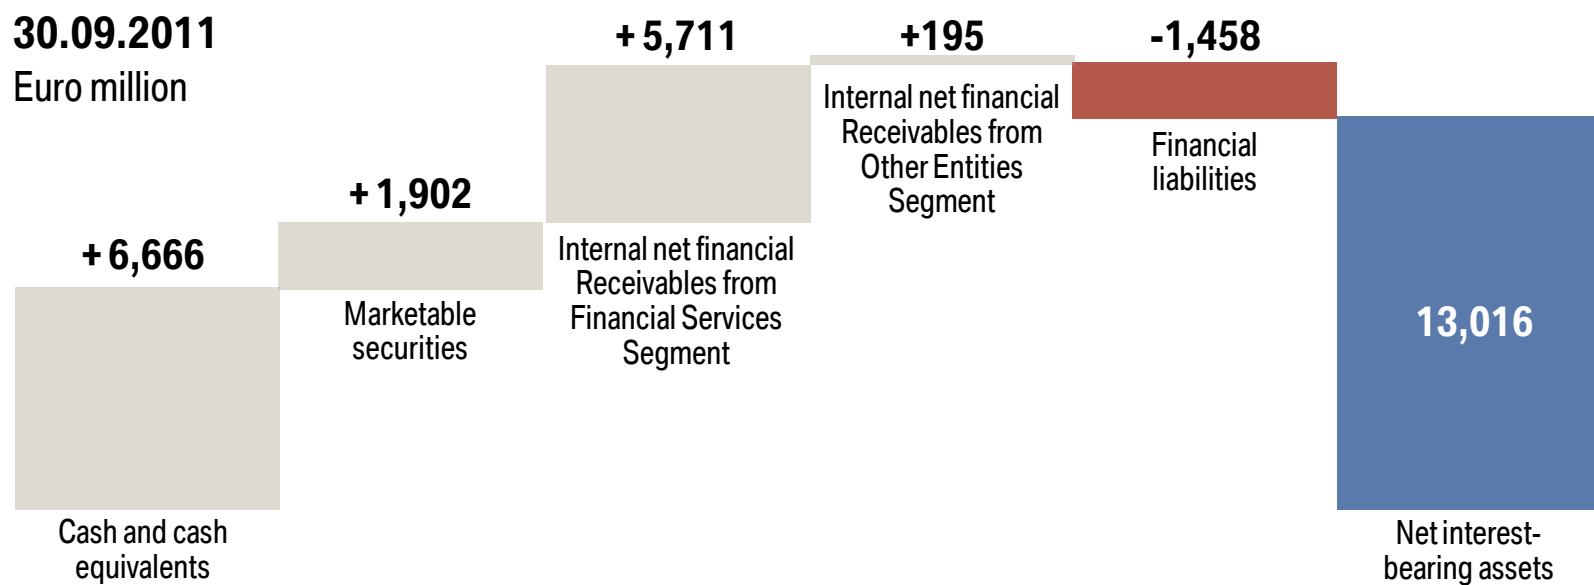 30.09.2011
Euro million
+ 6,666
Cash and cash
equivalents
+ 1,902
Marketable
securities
+ 5,711
Internal net financial
Receivables from
Financial Services
Segment
+195
Internal net financial
Receivables from
Other Entities
Segment
-1,458
Financial
liabilities
13,016
Net interest-
bearing assets